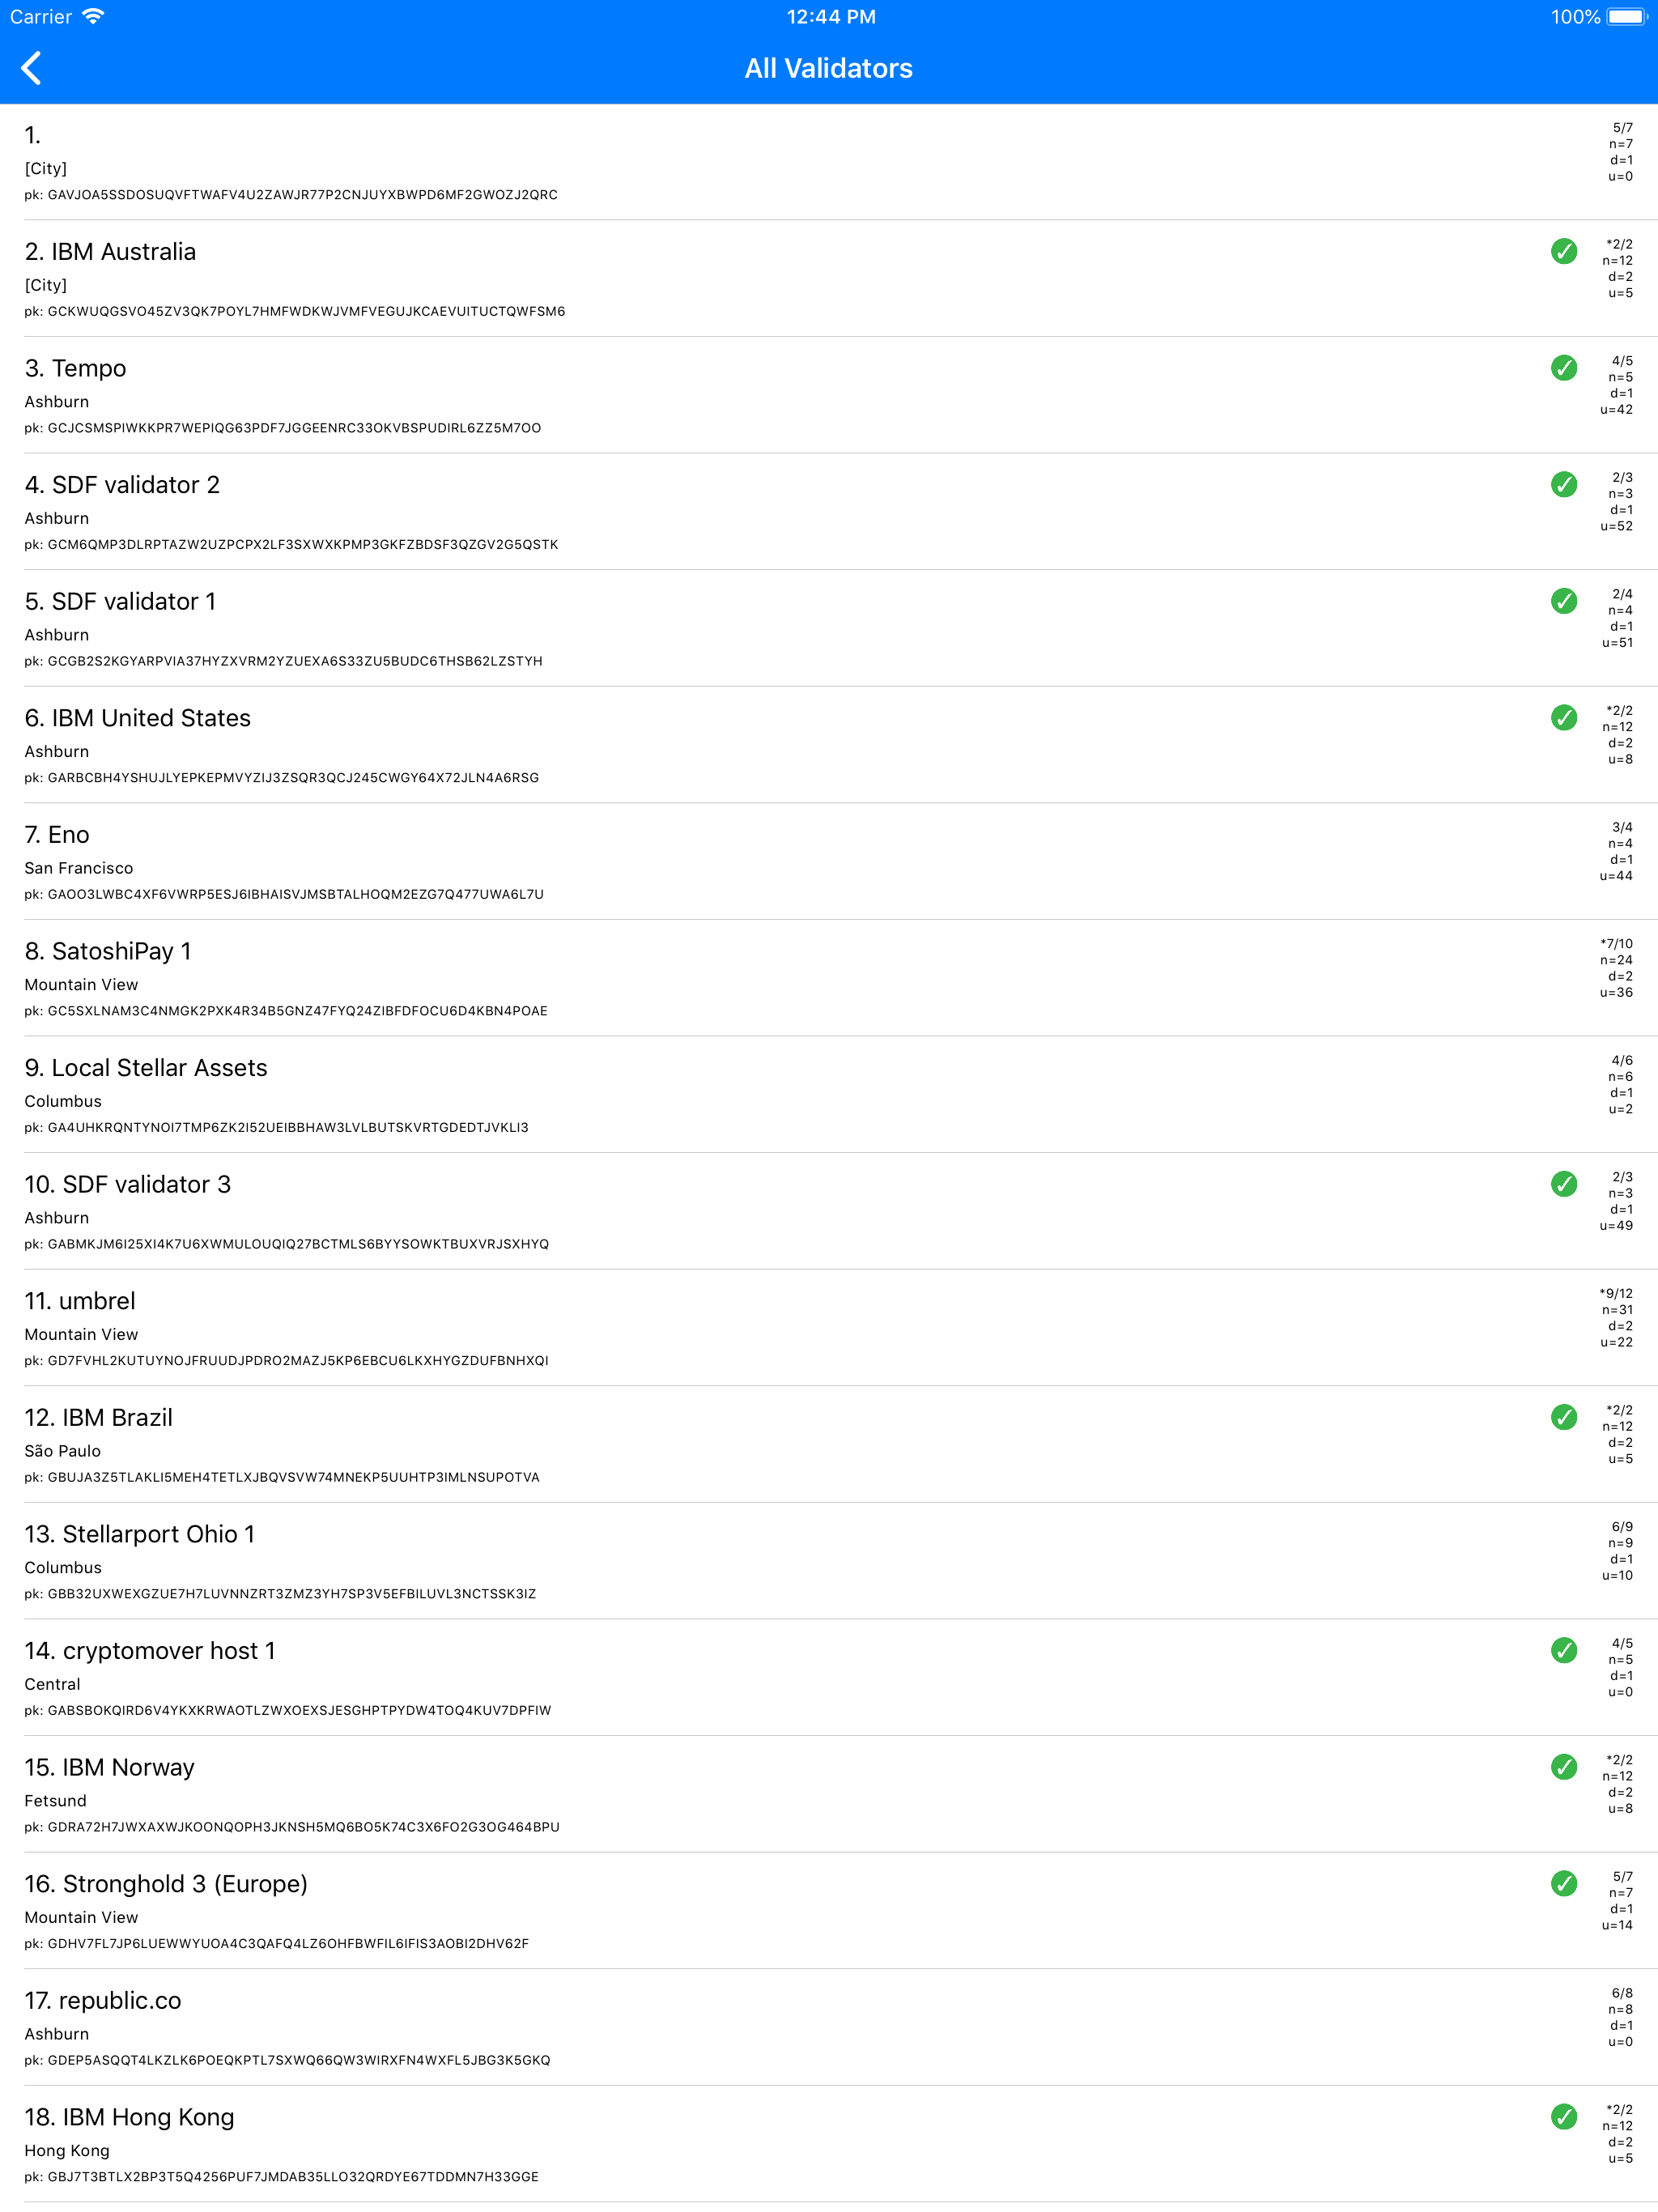 Carrier 12:44 PM 100%
All Validators
1.
[City]
pk: GAVJOA5SSDOSUQVFTWAFV4U2ZAWJR77P2CNJUYXBWPD6MF2GWOZJ2QRC
5/7
n=7
d=1
u=0
2. IBM Australia
[City]
pk: GCKWUQGSVO45ZV3QK7POYL7HMFWDKWJVMFVEGUJKCAEVUITUCTQWFSM6
*2/2
n=12
d=2
u=5
3. Tempo
Ashburn
pk: GCJCSMSPIWKKPR7WEPIQG63PDF7JGGEENRC33OKVBSPUDIRL6ZZ5M7OO
4/5
n=5
d=1
u=42
4. SDF validator 2
Ashburn
pk: GCM6QMP3DLRPTAZW2UZPCPX2LF3SXWXKPMP3GKFZBDSF3QZGV2G5QSTK
2/3
n=3
d=1
u=52
5. SDF validator 1
Ashburn
pk: GCGB2S2KGYARPVIA37HYZXVRM2YZUEXA6S33ZU5BUDC6THSB62LZSTYH
2/4
n=4
d=1
u=51
6. IBM United States
Ashburn
pk: GARBCBH4YSHUJLYEPKEPMVYZIJ3ZSQR3QCJ245CWGY64X72JLN4A6RSG
*2/2
n=12
d=2
u=8
7. Eno
San Francisco
pk: GAOO3LWBC4XF6VWRP5ESJ6IBHAISVJMSBTALHOQM2EZG7Q477UWA6L7U
3/4
n=4
d=1
u=44
8. SatoshiPay 1
Mountain View
pk: GC5SXLNAM3C4NMGK2PXK4R34B5GNZ47FYQ24ZIBFDFOCU6D4KBN4POAE
*7/10
n=24
d=2
u=36
9. Local Stellar Assets
Columbus
pk: GA4UHKRQNTYNOI7TMP6ZK2I52UEIBBHAW3LVLBUTSKVRTGDEDTJVKLI3
4/6
n=6
d=1
u=2
10. SDF validator 3
Ashburn
pk: GABMKJM6I25XI4K7U6XWMULOUQIQ27BCTMLS6BYYSOWKTBUXVRJSXHYQ
2/3
n=3
d=1
u=49
11. umbrel
Mountain View
pk: GD7FVHL2KUTUYNOJFRUUDJPDRO2MAZJ5KP6EBCU6LKXHYGZDUFBNHXQI
*9/12
n=31
d=2
u=22
12. IBM Brazil
São Paulo
pk: GBUJA3Z5TLAKLI5MEH4TETLXJBQVSVW74MNEKP5UUHTP3IMLNSUPOTVA
*2/2
n=12
d=2
u=5
13. Stellarport Ohio 1
Columbus
pk: GBB32UXWEXGZUE7H7LUVNNZRT3ZMZ3YH7SP3V5EFBILUVL3NCTSSK3IZ
6/9
n=9
d=1
u=10
14. cryptomover host 1
Central
pk: GABSBOKQIRD6V4YKXKRWAOTLZWXOEXSJESGHPTPYDW4TOQ4KUV7DPFIW
4/5
n=5
d=1
u=0
15. IBM Norway
Fetsund
pk: GDRA72H7JWXAXWJKOONQOPH3JKNSH5MQ6BO5K74C3X6FO2G3OG464BPU
*2/2
n=12
d=2
u=8
16. Stronghold 3 (Europe)
Mountain View
pk: GDHV7FL7JP6LUEWWYUOA4C3QAFQ4LZ6OHFBWFIL6IFIS3AOBI2DHV62F
5/7
n=7
d=1
u=14
17. republic.co
Ashburn
pk: GDEP5ASQQT4LKZLK6POEQKPTL7SXWQ66QW3WIRXFN4WXFL5JBG3K5GKQ
6/8
n=8
d=1
u=0
18. IBM Hong Kong
Hong Kong
pk: GBJ7T3BTLX2BP3T5Q4256PUF7JMDAB35LLO32QRDYE67TDDMN7H33GGE
*2/2
n=12
d=2
u=5